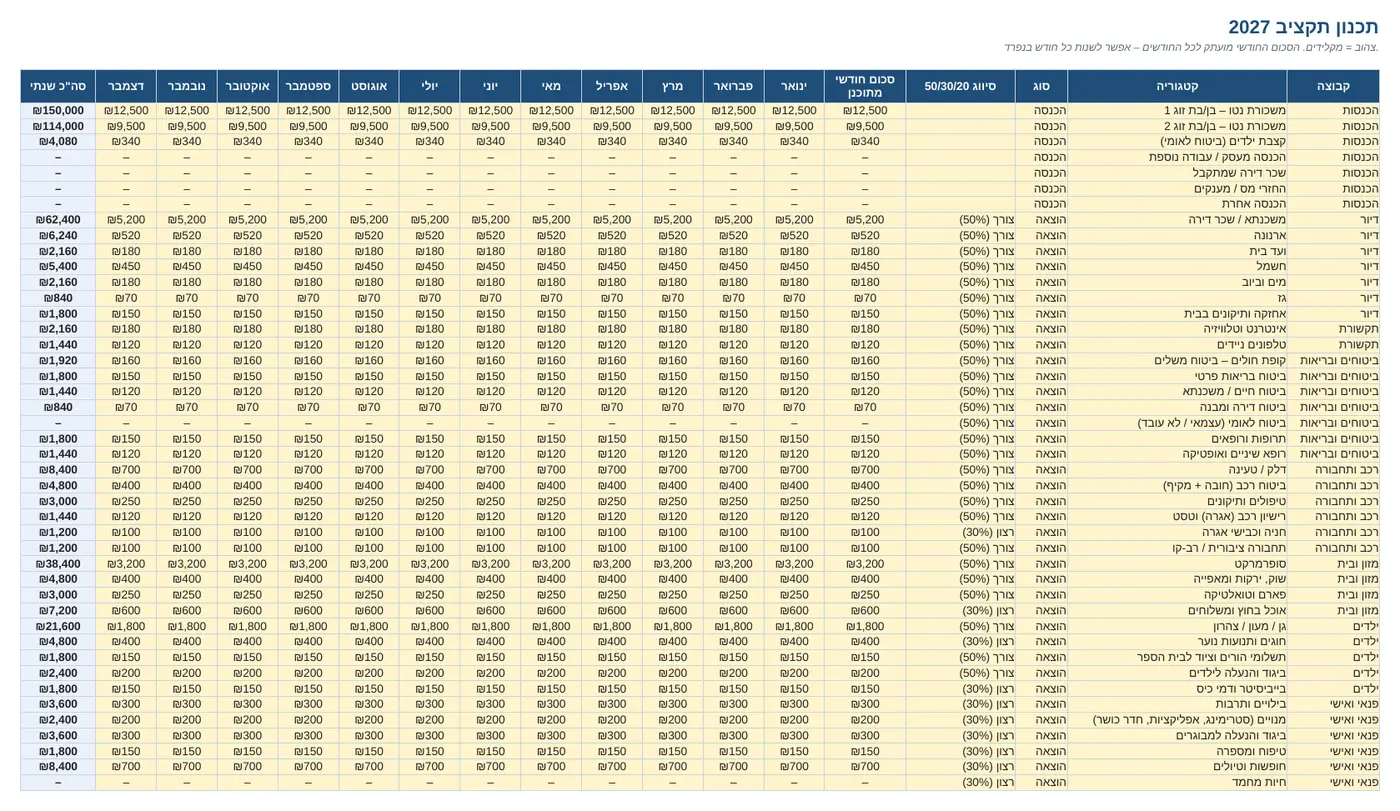 תכנון תקציב 2027
צהוב = מקלידים. הסכום החודשי מועתק לכל החודשים – אפשר לשנות כל חודש בנפרד.
קבוצה קטגוריה סוג סיווג 50/30/20 סכום חודשי מתוכנן ינואר פברואר מרץ אפריל מאי יוני יולי אוגוסט ספטמבר אוקטובר נובמבר דצמבר סה"כ שנתי
הכנסות משכורת נטו – בן/בת זוג 1 הכנסה ₪12,500 ₪12,500 ₪12,500 ₪12,500 ₪12,500 ₪12,500 ₪12,500 ₪12,500 ₪12,500 ₪12,500 ₪12,500 ₪12,500 ₪12,500 ₪150,000
הכנסות משכורת נטו – בן/בת זוג 2 הכנסה ₪9,500 ₪9,500 ₪9,500 ₪9,500 ₪9,500 ₪9,500 ₪9,500 ₪9,500 ₪9,500 ₪9,500 ₪9,500 ₪9,500 ₪9,500 ₪114,000
הכנסות קצבת ילדים (ביטוח לאומי) הכנסה ₪340 ₪340 ₪340 ₪340 ₪340 ₪340 ₪340 ₪340 ₪340 ₪340 ₪340 ₪340 ₪340 ₪4,080
הכנסות הכנסה מעסק / עבודה נוספת הכנסה – – – – – – – – – – – – – –
הכנסות שכר דירה שמתקבל הכנסה – – – – – – – – – – – – – –
הכנסות החזרי מס / מענקים הכנסה – – – – – – – – – – – – – –
הכנסות הכנסה אחרת הכנסה – – – – – – – – – – – – – –
דיור משכנתא / שכר דירה הוצאה צורך (50%) ₪5,200 ₪5,200 ₪5,200 ₪5,200 ₪5,200 ₪5,200 ₪5,200 ₪5,200 ₪5,200 ₪5,200 ₪5,200 ₪5,200 ₪5,200 ₪62,400
דיור ארנונה הוצאה צורך (50%) ₪520 ₪520 ₪520 ₪520 ₪520 ₪520 ₪520 ₪520 ₪520 ₪520 ₪520 ₪520 ₪520 ₪6,240
דיור ועד בית הוצאה צורך (50%) ₪180 ₪180 ₪180 ₪180 ₪180 ₪180 ₪180 ₪180 ₪180 ₪180 ₪180 ₪180 ₪180 ₪2,160
דיור חשמל הוצאה צורך (50%) ₪450 ₪450 ₪450 ₪450 ₪450 ₪450 ₪450 ₪450 ₪450 ₪450 ₪450 ₪450 ₪450 ₪5,400
דיור מים וביוב הוצאה צורך (50%) ₪180 ₪180 ₪180 ₪180 ₪180 ₪180 ₪180 ₪180 ₪180 ₪180 ₪180 ₪180 ₪180 ₪2,160
דיור גז הוצאה צורך (50%) ₪70 ₪70 ₪70 ₪70 ₪70 ₪70 ₪70 ₪70 ₪70 ₪70 ₪70 ₪70 ₪70 ₪840
דיור אחזקה ותיקונים בבית הוצאה צורך (50%) ₪150 ₪150 ₪150 ₪150 ₪150 ₪150 ₪150 ₪150 ₪150 ₪150 ₪150 ₪150 ₪150 ₪1,800
תקשורת אינטרנט וטלוויזיה הוצאה צורך (50%) ₪180 ₪180 ₪180 ₪180 ₪180 ₪180 ₪180 ₪180 ₪180 ₪180 ₪180 ₪180 ₪180 ₪2,160
תקשורת טלפונים ניידים הוצאה צורך (50%) ₪120 ₪120 ₪120 ₪120 ₪120 ₪120 ₪120 ₪120 ₪120 ₪120 ₪120 ₪120 ₪120 ₪1,440
ביטוחים ובריאות קופת חולים – ביטוח משלים הוצאה צורך (50%) ₪160 ₪160 ₪160 ₪160 ₪160 ₪160 ₪160 ₪160 ₪160 ₪160 ₪160 ₪160 ₪160 ₪1,920
ביטוחים ובריאות ביטוח בריאות פרטי הוצאה צורך (50%) ₪150 ₪150 ₪150 ₪150 ₪150 ₪150 ₪150 ₪150 ₪150 ₪150 ₪150 ₪150 ₪150 ₪1,800
ביטוחים ובריאות ביטוח חיים / משכנתא הוצאה צורך (50%) ₪120 ₪120 ₪120 ₪120 ₪120 ₪120 ₪120 ₪120 ₪120 ₪120 ₪120 ₪120 ₪120 ₪1,440
ביטוחים ובריאות ביטוח דירה ומבנה הוצאה צורך (50%) ₪70 ₪70 ₪70 ₪70 ₪70 ₪70 ₪70 ₪70 ₪70 ₪70 ₪70 ₪70 ₪70 ₪840
ביטוחים ובריאות ביטוח לאומי (עצמאי / לא עובד) הוצאה צורך (50%) – – – – – – – – – – – – – –
ביטוחים ובריאות תרופות ורופאים הוצאה צורך (50%) ₪150 ₪150 ₪150 ₪150 ₪150 ₪150 ₪150 ₪150 ₪150 ₪150 ₪150 ₪150 ₪150 ₪1,800
ביטוחים ובריאות רופא שיניים ואופטיקה הוצאה צורך (50%) ₪120 ₪120 ₪120 ₪120 ₪120 ₪120 ₪120 ₪120 ₪120 ₪120 ₪120 ₪120 ₪120 ₪1,440
רכב ותחבורה דלק / טעינה הוצאה צורך (50%) ₪700 ₪700 ₪700 ₪700 ₪700 ₪700 ₪700 ₪700 ₪700 ₪700 ₪700 ₪700 ₪700 ₪8,400
רכב ותחבורה ביטוח רכב (חובה + מקיף) הוצאה צורך (50%) ₪400 ₪400 ₪400 ₪400 ₪400 ₪400 ₪400 ₪400 ₪400 ₪400 ₪400 ₪400 ₪400 ₪4,800
רכב ותחבורה טיפולים ותיקונים הוצאה צורך (50%) ₪250 ₪250 ₪250 ₪250 ₪250 ₪250 ₪250 ₪250 ₪250 ₪250 ₪250 ₪250 ₪250 ₪3,000
רכב ותחבורה רישיון רכב (אגרה) וטסט הוצאה צורך (50%) ₪120 ₪120 ₪120 ₪120 ₪120 ₪120 ₪120 ₪120 ₪120 ₪120 ₪120 ₪120 ₪120 ₪1,440
רכב ותחבורה חניה וכבישי אגרה הוצאה רצון (30%) ₪100 ₪100 ₪100 ₪100 ₪100 ₪100 ₪100 ₪100 ₪100 ₪100 ₪100 ₪100 ₪100 ₪1,200
רכב ותחבורה תחבורה ציבורית / רב-קו הוצאה צורך (50%) ₪100 ₪100 ₪100 ₪100 ₪100 ₪100 ₪100 ₪100 ₪100 ₪100 ₪100 ₪100 ₪100 ₪1,200
מזון ובית סופרמרקט הוצאה צורך (50%) ₪3,200 ₪3,200 ₪3,200 ₪3,200 ₪3,200 ₪3,200 ₪3,200 ₪3,200 ₪3,200 ₪3,200 ₪3,200 ₪3,200 ₪3,200 ₪38,400
מזון ובית שוק, ירקות ומאפייה הוצאה צורך (50%) ₪400 ₪400 ₪400 ₪400 ₪400 ₪400 ₪400 ₪400 ₪400 ₪400 ₪400 ₪400 ₪400 ₪4,800
מזון ובית פארם וטואלטיקה הוצאה צורך (50%) ₪250 ₪250 ₪250 ₪250 ₪250 ₪250 ₪250 ₪250 ₪250 ₪250 ₪250 ₪250 ₪250 ₪3,000
מזון ובית אוכל בחוץ ומשלוחים הוצאה רצון (30%) ₪600 ₪600 ₪600 ₪600 ₪600 ₪600 ₪600 ₪600 ₪600 ₪600 ₪600 ₪600 ₪600 ₪7,200
ילדים גן / מעון / צהרון הוצאה צורך (50%) ₪1,800 ₪1,800 ₪1,800 ₪1,800 ₪1,800 ₪1,800 ₪1,800 ₪1,800 ₪1,800 ₪1,800 ₪1,800 ₪1,800 ₪1,800 ₪21,600
ילדים חוגים ותנועות נוער הוצאה רצון (30%) ₪400 ₪400 ₪400 ₪400 ₪400 ₪400 ₪400 ₪400 ₪400 ₪400 ₪400 ₪400 ₪400 ₪4,800
ילדים תשלומי הורים וציוד לבית הספר הוצאה צורך (50%) ₪150 ₪150 ₪150 ₪150 ₪150 ₪150 ₪150 ₪150 ₪150 ₪150 ₪150 ₪150 ₪150 ₪1,800
ילדים ביגוד והנעלה לילדים הוצאה צורך (50%) ₪200 ₪200 ₪200 ₪200 ₪200 ₪200 ₪200 ₪200 ₪200 ₪200 ₪200 ₪200 ₪200 ₪2,400
ילדים בייביסיטר ודמי כיס הוצאה רצון (30%) ₪150 ₪150 ₪150 ₪150 ₪150 ₪150 ₪150 ₪150 ₪150 ₪150 ₪150 ₪150 ₪150 ₪1,800
פנאי ואישי בילויים ותרבות הוצאה רצון (30%) ₪300 ₪300 ₪300 ₪300 ₪300 ₪300 ₪300 ₪300 ₪300 ₪300 ₪300 ₪300 ₪300 ₪3,600
פנאי ואישי מנויים (סטרימינג, אפליקציות, חדר כושר) הוצאה רצון (30%) ₪200 ₪200 ₪200 ₪200 ₪200 ₪200 ₪200 ₪200 ₪200 ₪200 ₪200 ₪200 ₪200 ₪2,400
פנאי ואישי ביגוד והנעלה למבוגרים הוצאה רצון (30%) ₪300 ₪300 ₪300 ₪300 ₪300 ₪300 ₪300 ₪300 ₪300 ₪300 ₪300 ₪300 ₪300 ₪3,600
פנאי ואישי טיפוח ומספרה הוצאה רצון (30%) ₪150 ₪150 ₪150 ₪150 ₪150 ₪150 ₪150 ₪150 ₪150 ₪150 ₪150 ₪150 ₪150 ₪1,800
פנאי ואישי חופשות וטיולים הוצאה רצון (30%) ₪700 ₪700 ₪700 ₪700 ₪700 ₪700 ₪700 ₪700 ₪700 ₪700 ₪700 ₪700 ₪700 ₪8,400
פנאי ואישי חיות מחמד הוצאה רצון (30%) – – – – – – – – – – – – – –